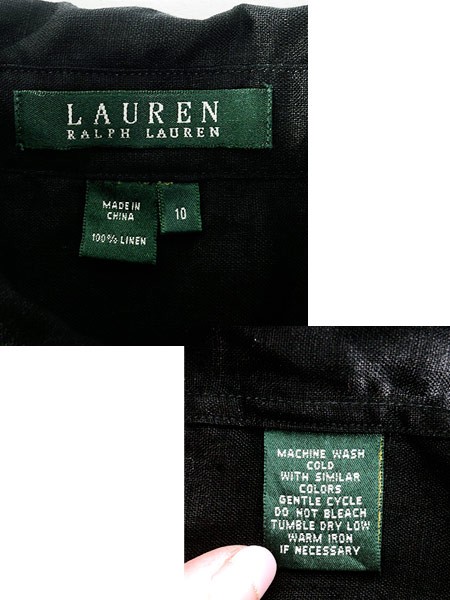 LAUREN
RALPH LAUREN
MADE IN
CHINA
100% LINEN
10
MACHINE WASH
COLD
WITH SIMILAR
COLORS
GENTLE CYCLE
DO NOT BLEACH
TUMBLE DRY LOW
WARM IRON
IF NECESSARY